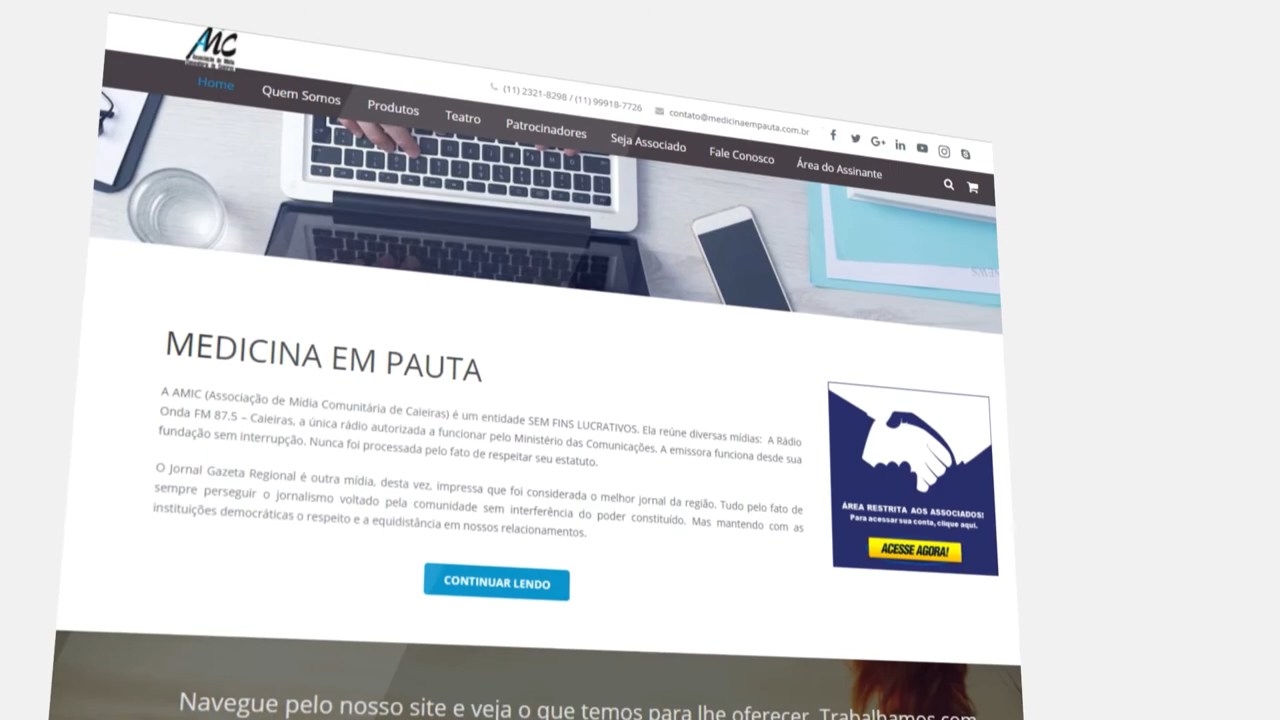 AMC
(11) 2321-8298 / (11) 99918-7726
contato@medicinaempauta.com.br
Home
Quem Somos
Produtos
Teatro
Patrocinadores
Seja Associado
Fale Conosco
Área do Assinante
MEDICINA EM PAUTA
A AMIC (Associação de Mídia Comunitária de Caieiras) é um entidade SEM FINS LUCRATIVOS. Ela reúne diversas mídias: A Rádio
Onda FM 87.5 – Caieiras, a única rádio autorizada a funcionar pelo Ministério das Comunicações. A emissora funciona desde sua
fundação sem interrupção. Nunca foi processada pelo fato de respeitar seu estatuto.
O Jornal Gazeta Regional é outra mídia, desta vez, impressa que foi considerada o melhor jornal da região. Tudo pelo fato de
sempre perseguir o jornalismo voltado pela comunidade sem interferência do poder constituído. Mas mantendo com as
instituições democráticas o respeito e a equidistância em nossos relacionamentos.
CONTINUAR LENDO
ÁREA RESTRITA AOS ASSOCIADOS!
Para acessar sua conta, clique aqui.
ACESSE AGORA!
Navegue pelo nosso site e veja o que temos para lhe oferecer. Trabalhamos com